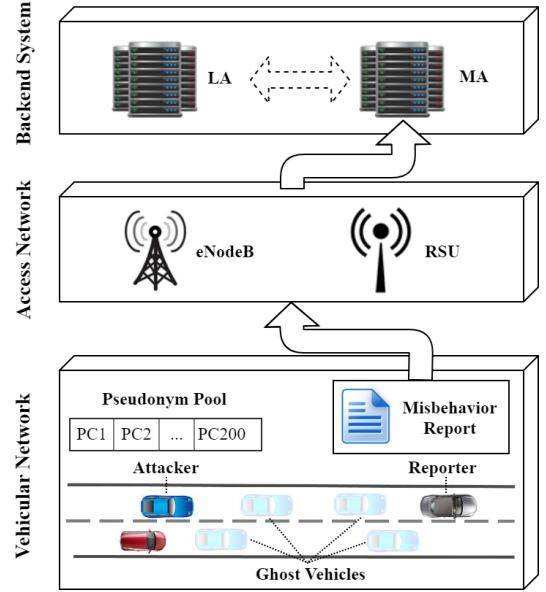 Backend System
LA
MA
Access Network
eNodeB
RSU
Vehicular Network
Pseudonym Pool
PC1 PC2 ... PC200
Misbehavior
Report
Attacker
Reporter
Ghost Vehicles